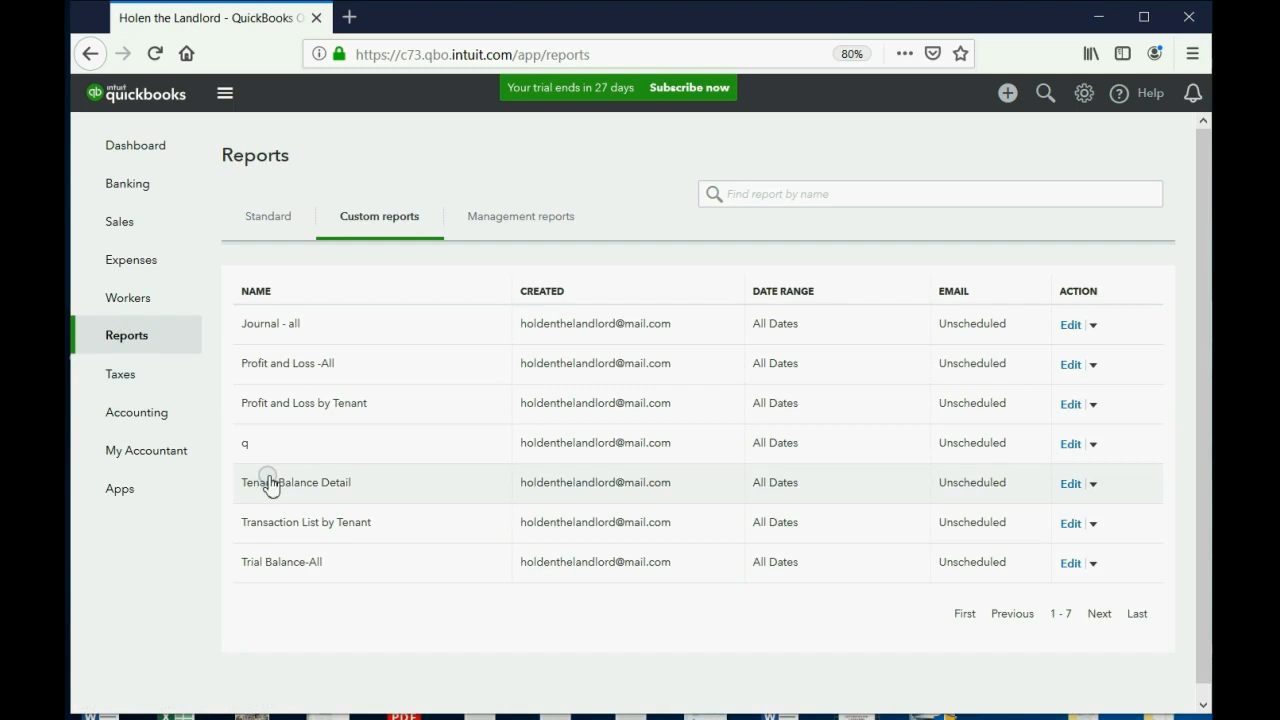 Holen the Landlord - QuickBooks O
https://c73.qbo.intuit.com/app/reports
80%
intuit
quickbooks
Your trial ends in 27 days Subscribe now
Help
Dashboard
Banking
Sales
Expenses
Workers
Reports
Taxes
Accounting
My Accountant
Apps
Reports
Find report by name
Standard Custom reports Management reports
NAME CREATED DATE RANGE EMAIL ACTION
Journal - all holdenthelandlord@mail.com All Dates Unscheduled Edit
Profit and Loss -All holdenthelandlord@mail.com All Dates Unscheduled Edit
Profit and Loss by Tenant holdenthelandlord@mail.com All Dates Unscheduled Edit
q holdenthelandlord@mail.com All Dates Unscheduled Edit
Tenant Balance Detail holdenthelandlord@mail.com All Dates Unscheduled Edit
Transaction List by Tenant holdenthelandlord@mail.com All Dates Unscheduled Edit
Trial Balance-All holdenthelandlord@mail.com All Dates Unscheduled Edit
First Previous 1 - 7 Next Last
PDF